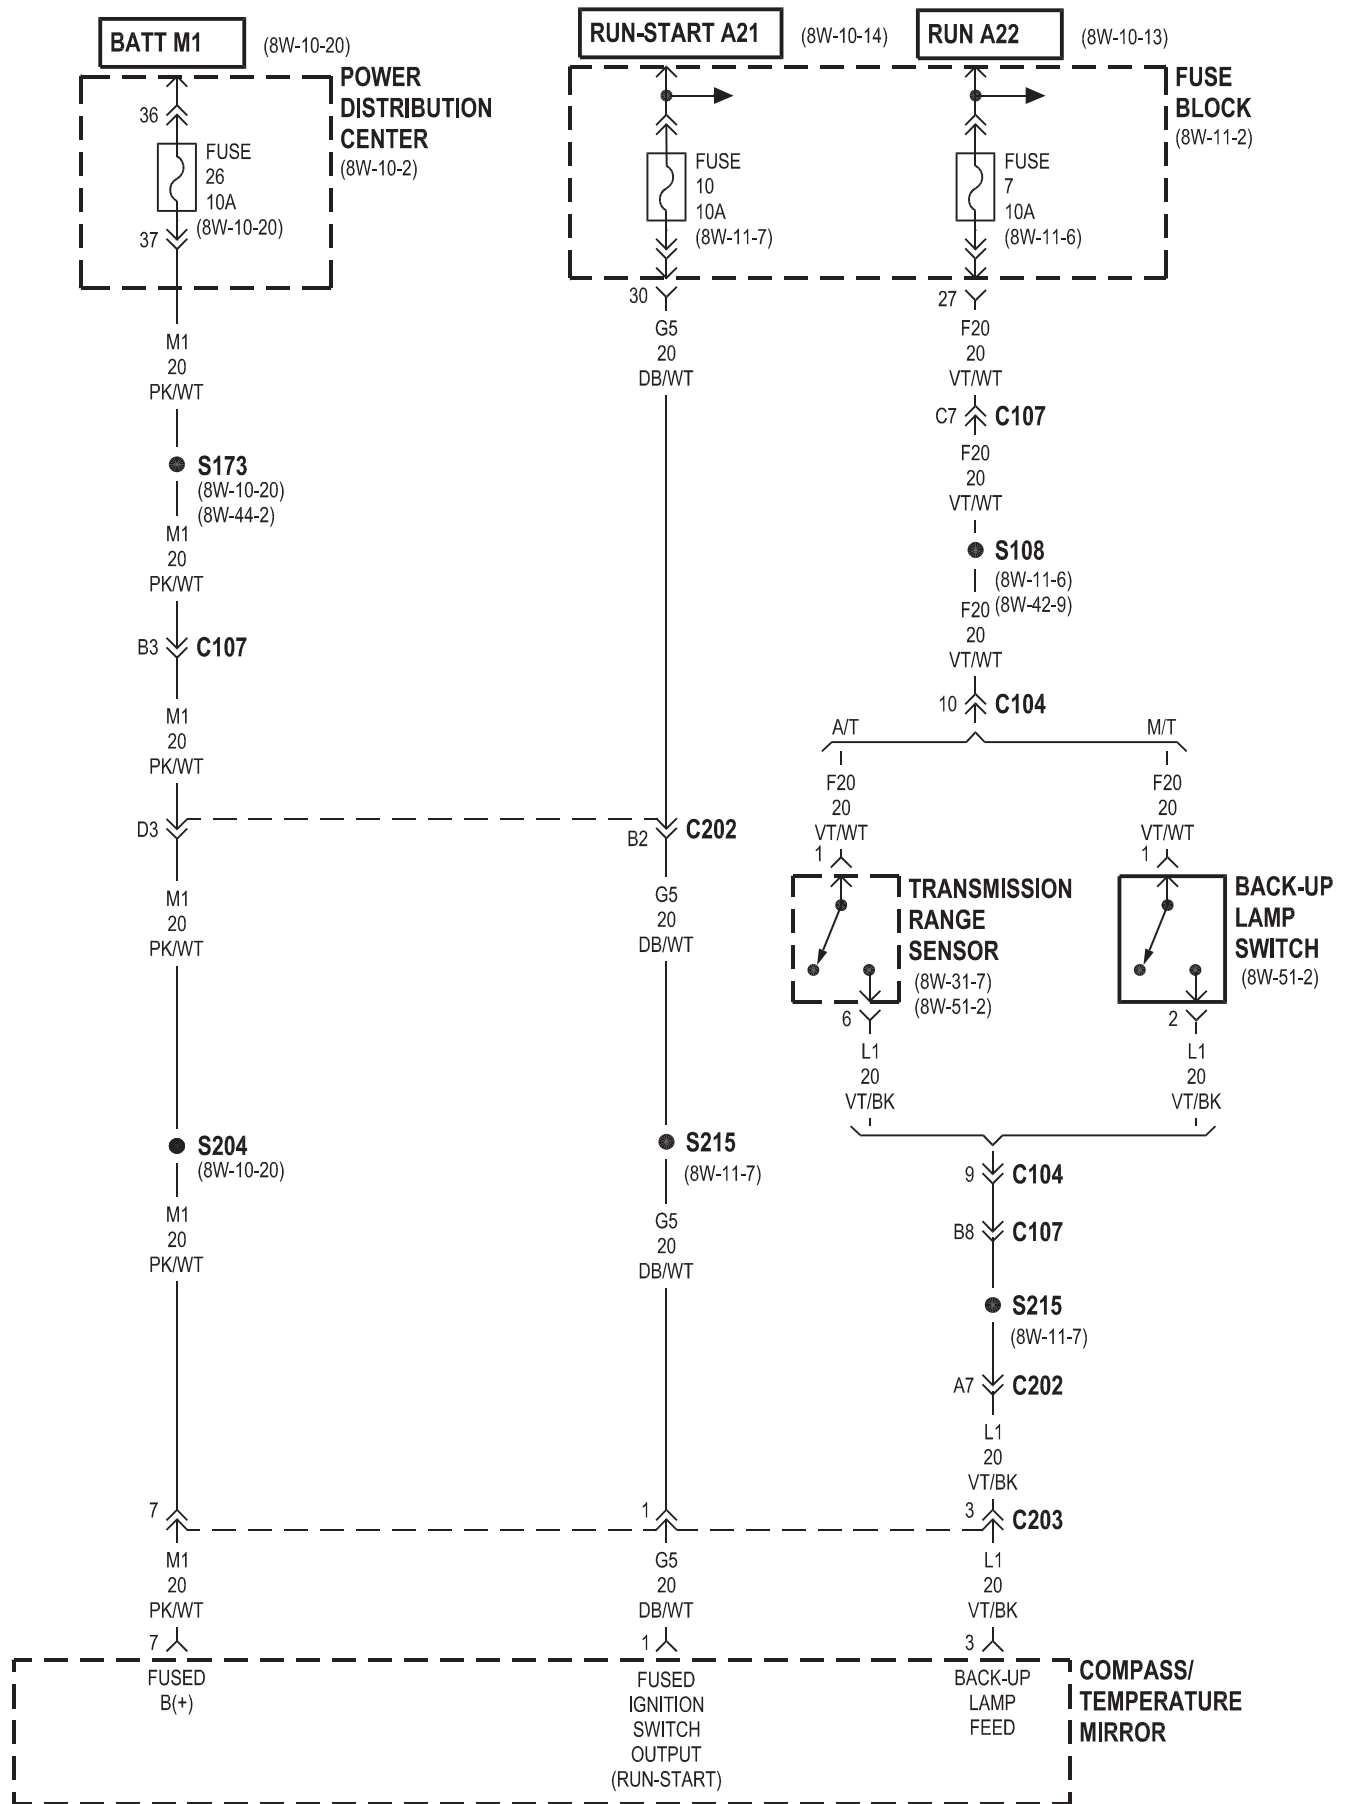 BATT M1
(8W-10-20)
RUN-START A21
(8W-10-14)
RUN A22
(8W-10-13)
POWER
DISTRIBUTION
CENTER
(8W-10-2)
36
FUSE
26
10A
(8W-10-20)
37
FUSE
10
10A
(8W-11-7)
FUSE
7
10A
(8W-11-6)
FUSE
BLOCK
(8W-11-2)
30
27
M1
20
PK/WT
G5
20
DB/WT
F20
20
VT/WT
C7
C107
F20
20
VT/WT
S173
(8W-10-20)
(8W-44-2)
M1
20
PK/WT
S108
(8W-11-6)
(8W-42-9)
F20
20
VT/WT
B3
C107
10
C104
M1
20
PK/WT
A/T
M/T
F20
20
VT/WT
1
F20
20
VT/WT
1
D3
B2
C202
M1
20
PK/WT
G5
20
DB/WT
TRANSMISSION
RANGE
SENSOR
(8W-31-7)
(8W-51-2)
BACK-UP
LAMP
SWITCH
(8W-51-2)
6
2
L1
20
VT/BK
L1
20
VT/BK
S204
(8W-10-20)
S215
(8W-11-7)
9
C104
M1
20
PK/WT
G5
20
DB/WT
B8
C107
S215
(8W-11-7)
A7
C202
L1
20
VT/BK
7
1
3
C203
M1
20
PK/WT
G5
20
DB/WT
L1
20
VT/BK
7
1
3
FUSED
B(+)
FUSED
IGNITION
SWITCH
OUTPUT
(RUN-START)
BACK-UP
LAMP
FEED
COMPASS/
TEMPERATURE
MIRROR